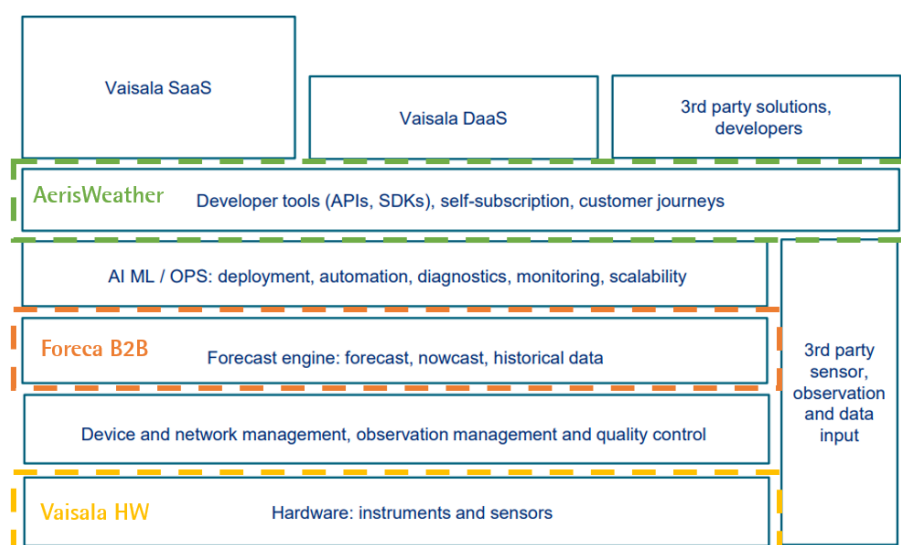 Vaisala SaaS
Vaisala DaaS
3rd party solutions,
developers
AerisWeather
Developer tools (APIs, SDKs), self-subscription, customer journeys
AI ML / OPS: deployment, automation, diagnostics, monitoring, scalability
Foreca B2B
Forecast engine: forecast, nowcast, historical data
3rd party
sensor,
observation
and data
input
Device and network management, observation management and quality control
Vaisala HW
Hardware: instruments and sensors